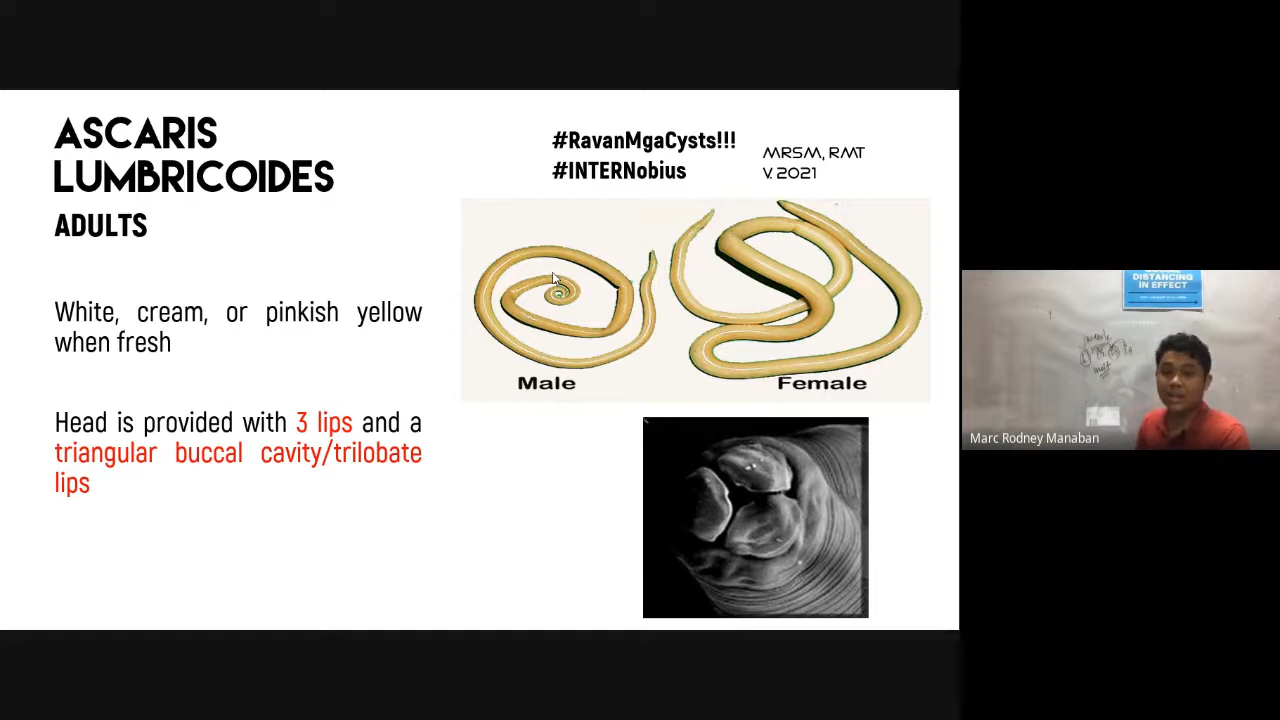 ASCARIS
LUMBRICOIDES
ADULTS
White, cream, or pinkish yellow
when fresh
Head is provided with 3 lips and a
triangular buccal cavity/trilobate
lips
#RavanMgaCysts!!!
#INTERNobius
MRSM, RMT
V. 2021
Male
Female
DISTANCING
IN EFFECT
Marc Rodney Manaban